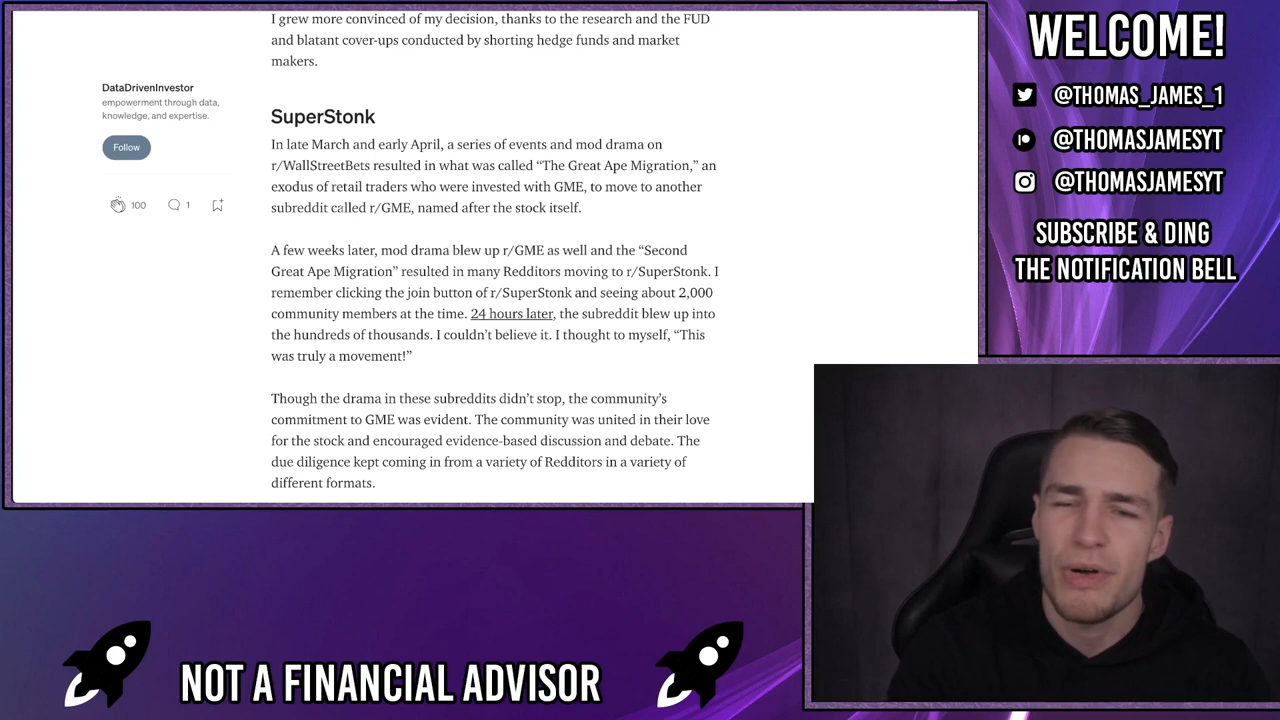 I grew more convinced of my decision, thanks to the research and the FUD
and blatant cover-ups conducted by shorting hedge funds and market
makers.
DataDrivenInvestor
empowerment through data,
knowledge, and expertise.
Follow
100
1
SuperStonk
In late March and early April, a series of events and mod drama on
r/WallStreetBets resulted in what was called “The Great Ape Migration,” an
exodus of retail traders who were invested with GME, to move to another
subreddit called r/GME, named after the stock itself.
A few weeks later, mod drama blew up r/GME as well and the “Second
Great Ape Migration” resulted in many Redditors moving to r/SuperStonk. I
remember clicking the join button of r/SuperStonk and seeing about 2,000
community members at the time. 24 hours later, the subreddit blew up into
the hundreds of thousands. I couldn’t believe it. I thought to myself, “This
was truly a movement!”
Though the drama in these subreddits didn’t stop, the community’s
commitment to GME was evident. The community was united in their love
for the stock and encouraged evidence-based discussion and debate. The
due diligence kept coming in from a variety of Redditors in a variety of
different formats.
WELCOME!
@THOMAS_JAMES_1
@THOMASJAMESYT
@THOMASJAMESYT
SUBSCRIBE & DING
THE NOTIFICATION BELL
NOT A FINANCIAL ADVISOR